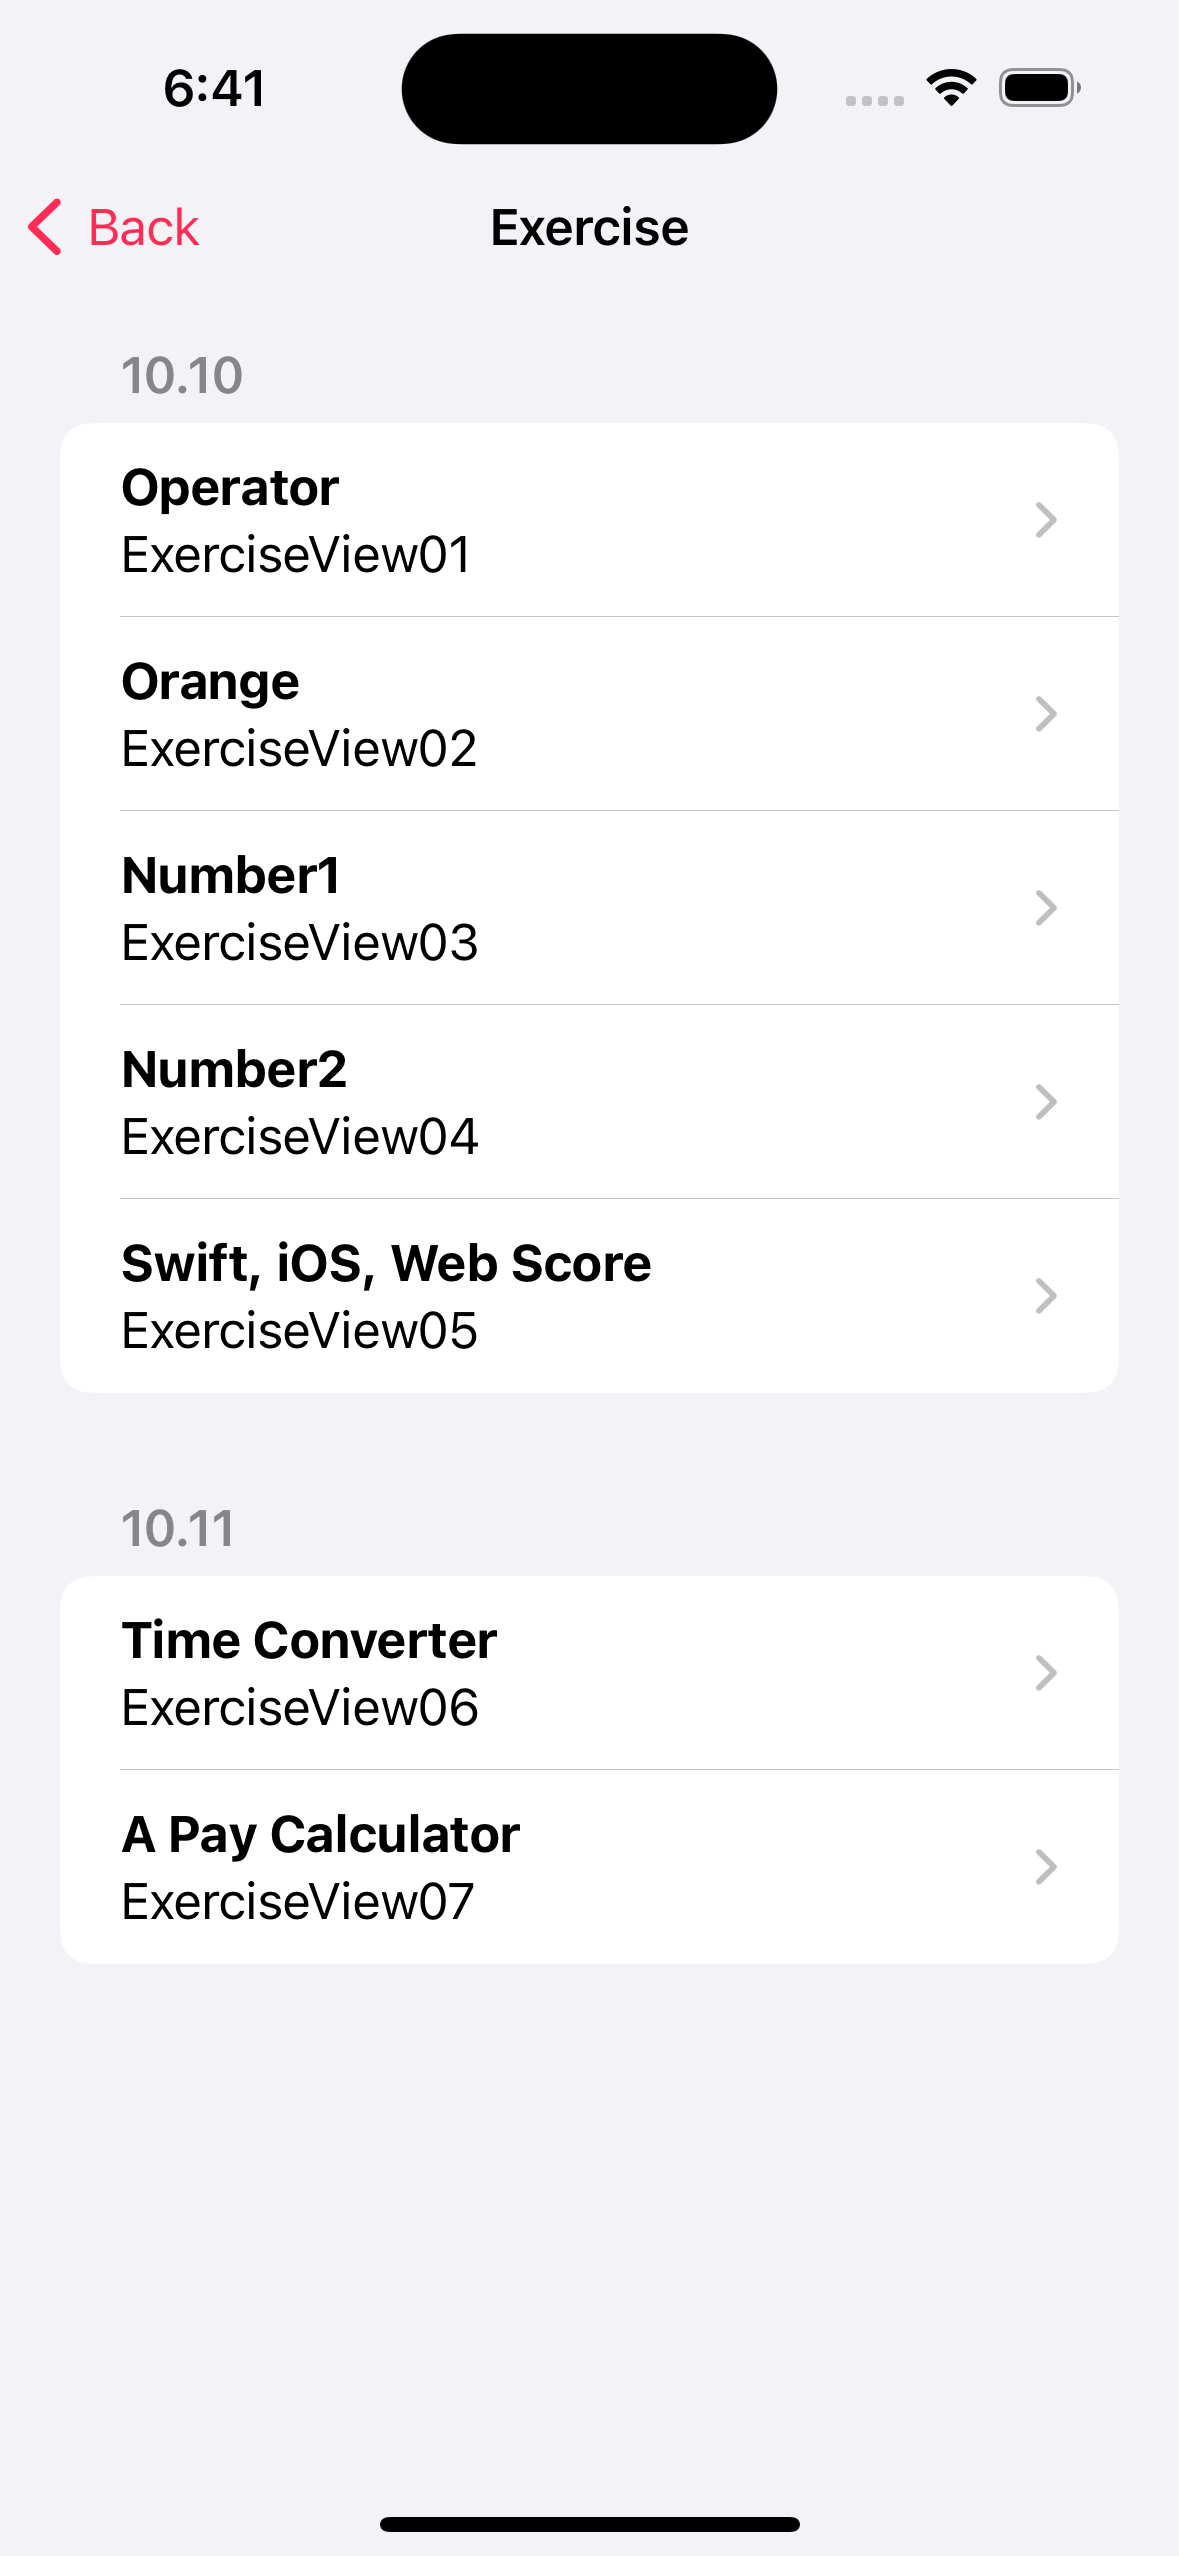 6:41
Back
Exercise
10.10
Operator
ExerciseView01
Orange
ExerciseView02
Number1
ExerciseView03
Number2
ExerciseView04
Swift, iOS, Web Score
ExerciseView05
10.11
Time Converter
ExerciseView06
A Pay Calculator
ExerciseView07